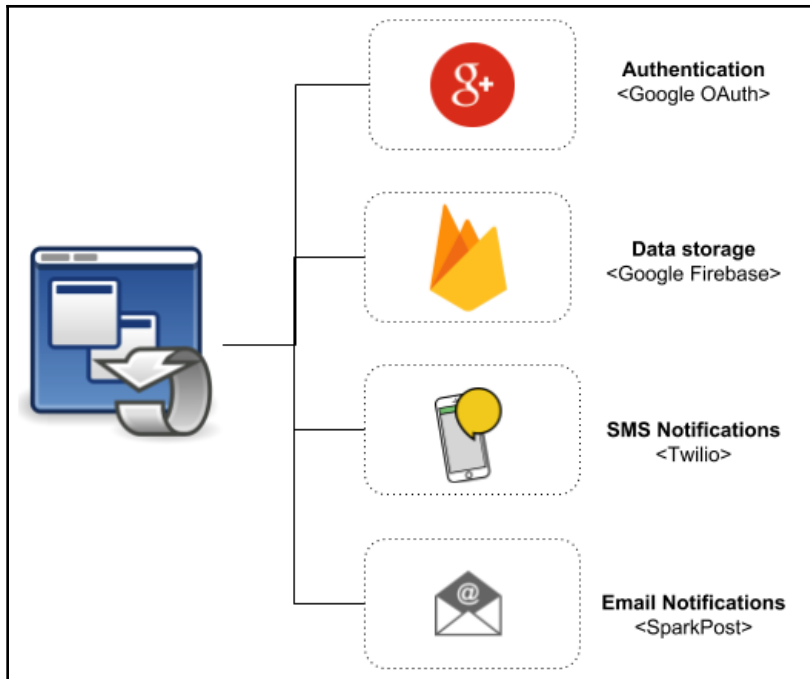 g+
Authentication
<Google OAuth>
Data storage
<Google Firebase>
SMS Notifications
<Twilio>
@
Email Notifications
<SparkPost>